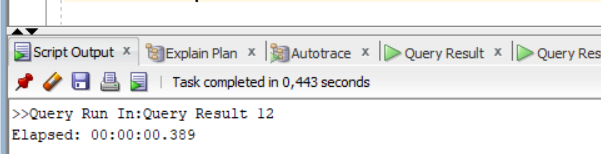 Script Output x Explain Plan x Autotrace x Query Result x Query Res
Task completed in 0,443 seconds
>>Query Run In:Query Result 12
Elapsed: 00:00:00.389